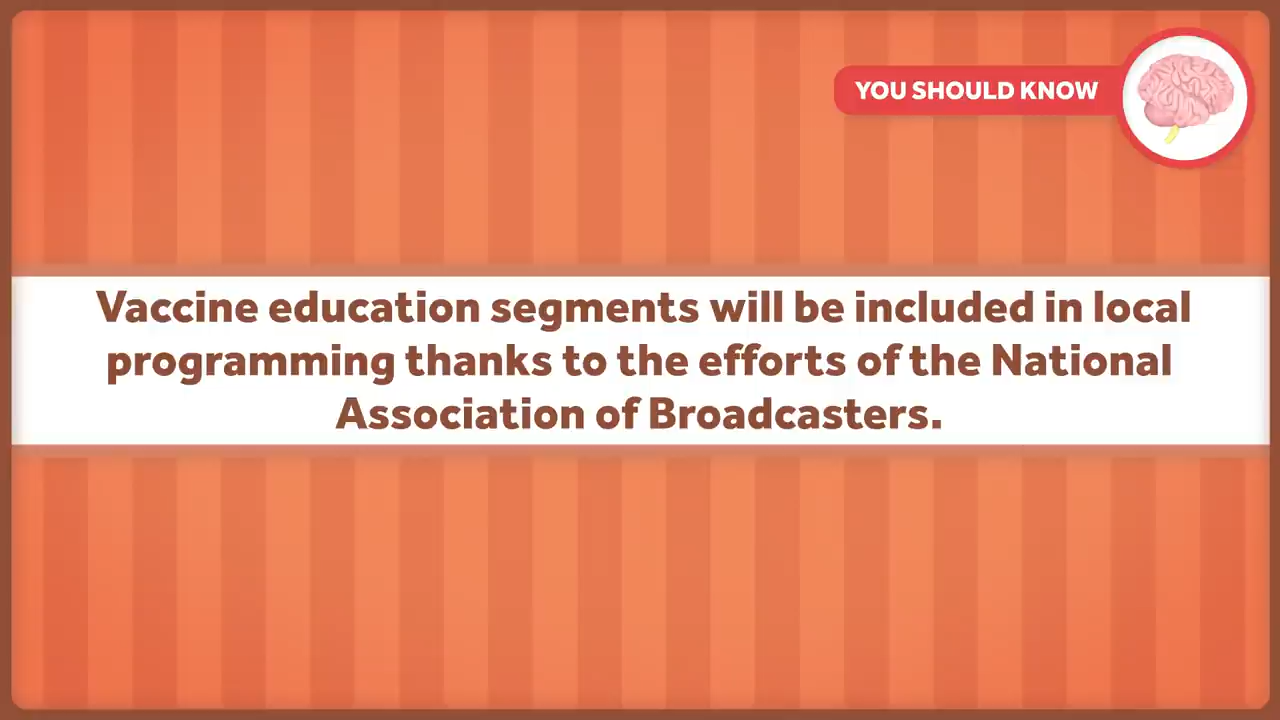 YOU SHOULD KNOW
Vaccine education segments will be included in local
programming thanks to the efforts of the National
Association of Broadcasters.